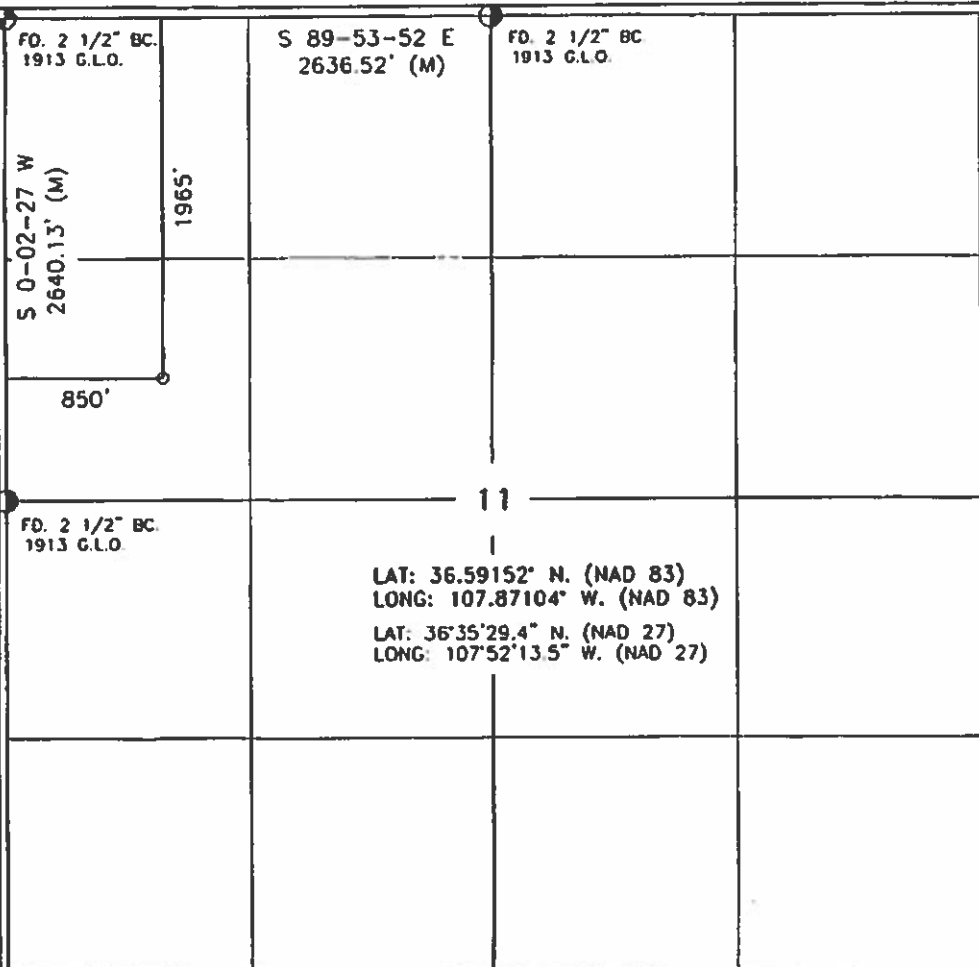 FD. 2 1/2" BC.
1913 G.L.O.
S 89-53-52 E
2636.52' (M)
FD. 2 1/2" BC
1913 G.L.O.
S 0-02-27 W
2640.13' (M)
1965'
850'
11
FD. 2 1/2" BC.
1913 G.L.O.
LAT: 36.59152° N. (NAD 83)
LONG: 107.87104° W. (NAD 83)
LAT: 36°35'29.4" N. (NAD 27)
LONG: 107°52'13.5" W. (NAD 27)